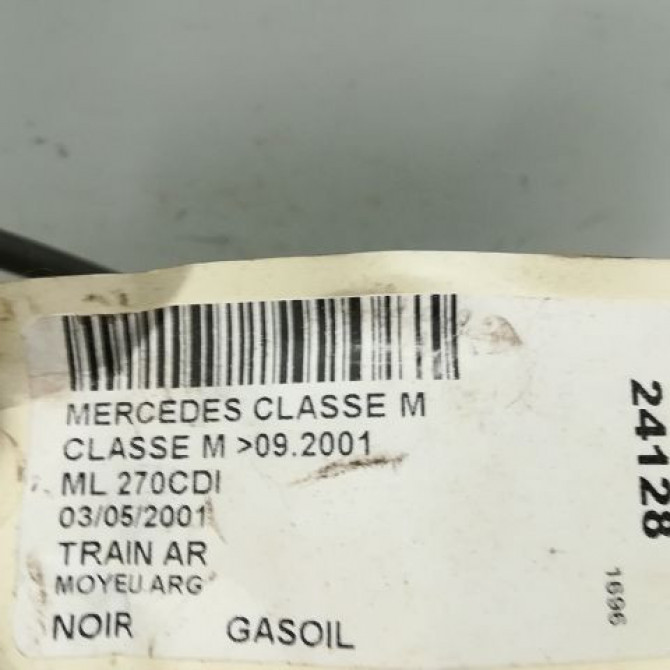 MERCEDES CLASSE M
CLASSE M >09.2001
ML 270CDI
03/05/2001
TRAIN AR
MOYEU ARG
NOIR GASOIL
24128
1696